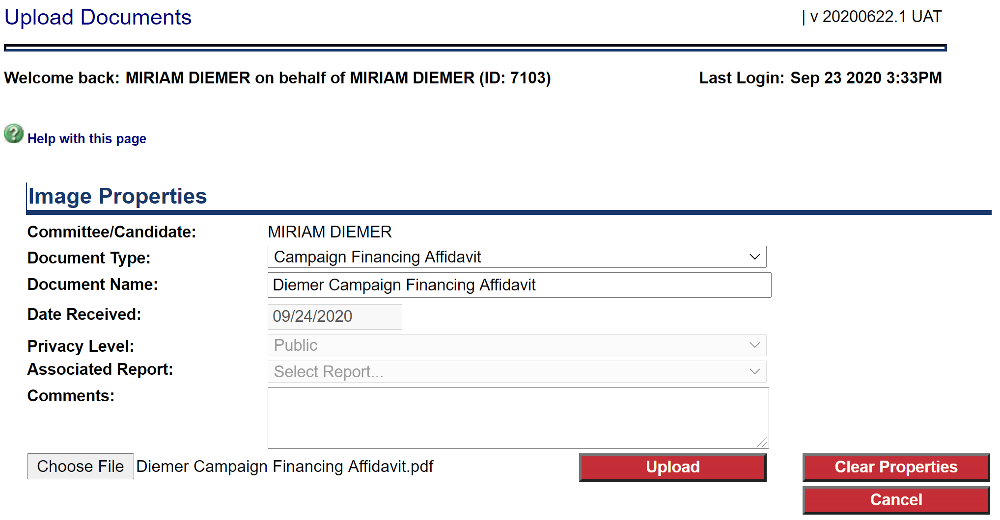 Upload Documents
| v 20200622.1 UAT
Welcome back: MIRIAM DIEMER on behalf of MIRIAM DIEMER (ID: 7103)
Last Login: Sep 23 2020 3:33PM
? Help with this page
Image Properties
Committee/Candidate: MIRIAM DIEMER
Document Type: Campaign Financing Affidavit
Document Name: Diemer Campaign Financing Affidavit
Date Received: 09/24/2020
Privacy Level: Public
Associated Report: Select Report...
Comments:
Choose File Diemer Campaign Financing Affidavit.pdf
Upload
Clear Properties
Cancel